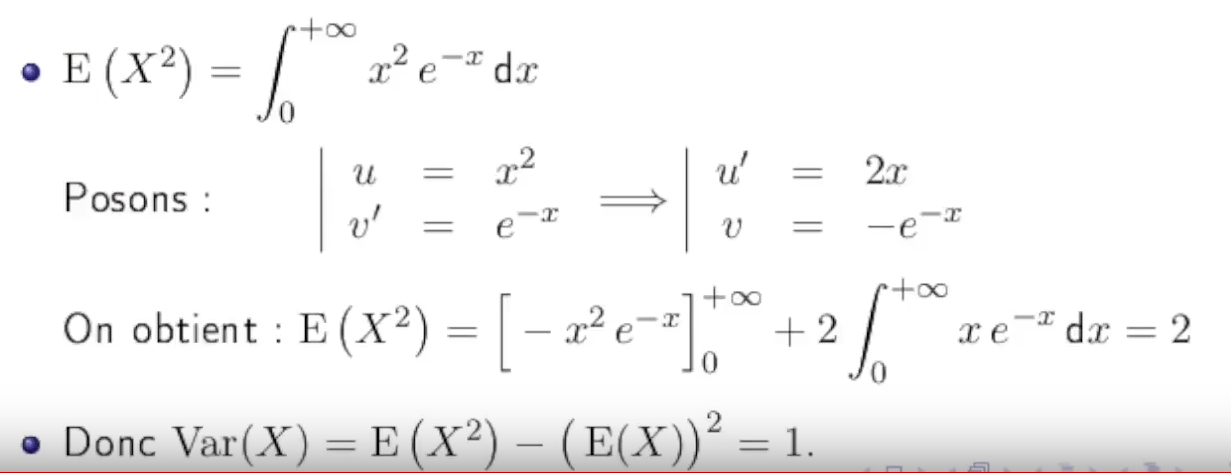 • E (X²) = ∫₀^{+∞} x² e^{−x} dx
Posons : | u = x² ⟹ | u′ = 2x
| v′ = e^{−x} | v = −e^{−x}
On obtient : E (X²) = [ − x² e^{−x} ]₀^{+∞} + 2 ∫₀^{+∞} x e^{−x} dx = 2
• Donc Var(X) = E (X²) − ( E(X))² = 1.